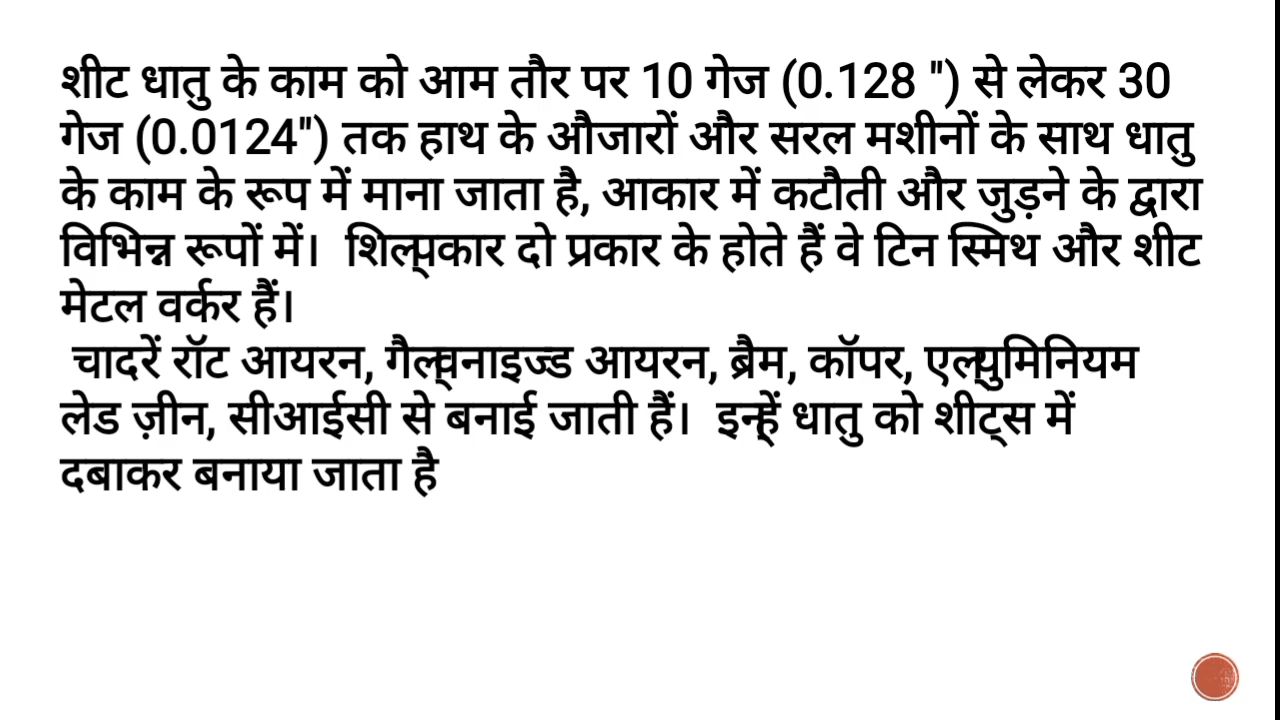 शीट धातु के काम को आम तौर पर 10 गेज (0.128 ") से लेकर 30
गेज (0.0124") तक हाथ के औजारों और सरल मशीनों के साथ धातु
के काम के रूप में माना जाता है, आकार में कटौती और जुड़ने के द्वारा
विभिन्न रूपों में। शिल्पकार दो प्रकार के होते हैं वे टिन स्मिथ और शीट
मेटल वर्कर हैं।
चादरें रॉट आयरन, गैल्वनाइज्ड आयरन, ब्रैम, कॉपर, एल्युमिनियम
लेड ज़ीन, सीआईसी से बनाई जाती हैं। इन्हें धातु को शीट्स में
दबाकर बनाया जाता है